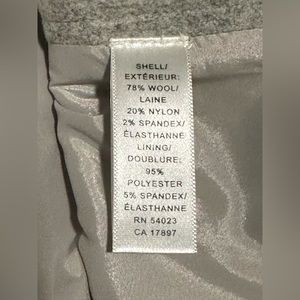 SHELL/
EXTÉRIEUR:
78% WOOL/
LAINE
20% NYLON
2% SPANDEX/
ÉLASTHANNE
LINING/
DOUBLURE:
95%
POLYESTER
5% SPANDEX/
ÉLASTHANNE
RN 54023
CA 17897